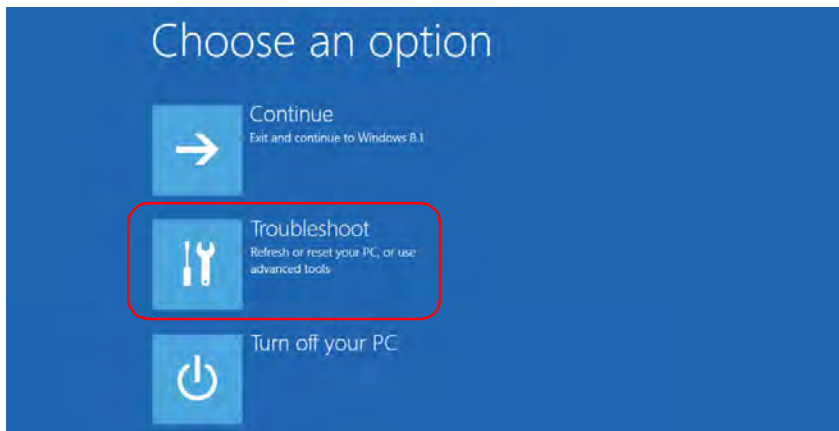 Choose an option
Continue
Exit and continue to Windows 8.1
Troubleshoot
Refresh or reset your PC, or use
advanced tools
Turn off your PC